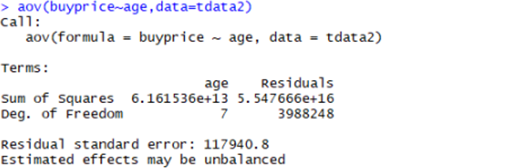 > aov(buyprice~age,data=tdata2)
Call:
aov(formula = buyprice ~ age, data = tdata2)
Terms:
age Residuals
Sum of Squares 6.161536e+13 5.547666e+16
Deg. of Freedom 7 3988248
Residual standard error: 117940.8
Estimated effects may be unbalanced